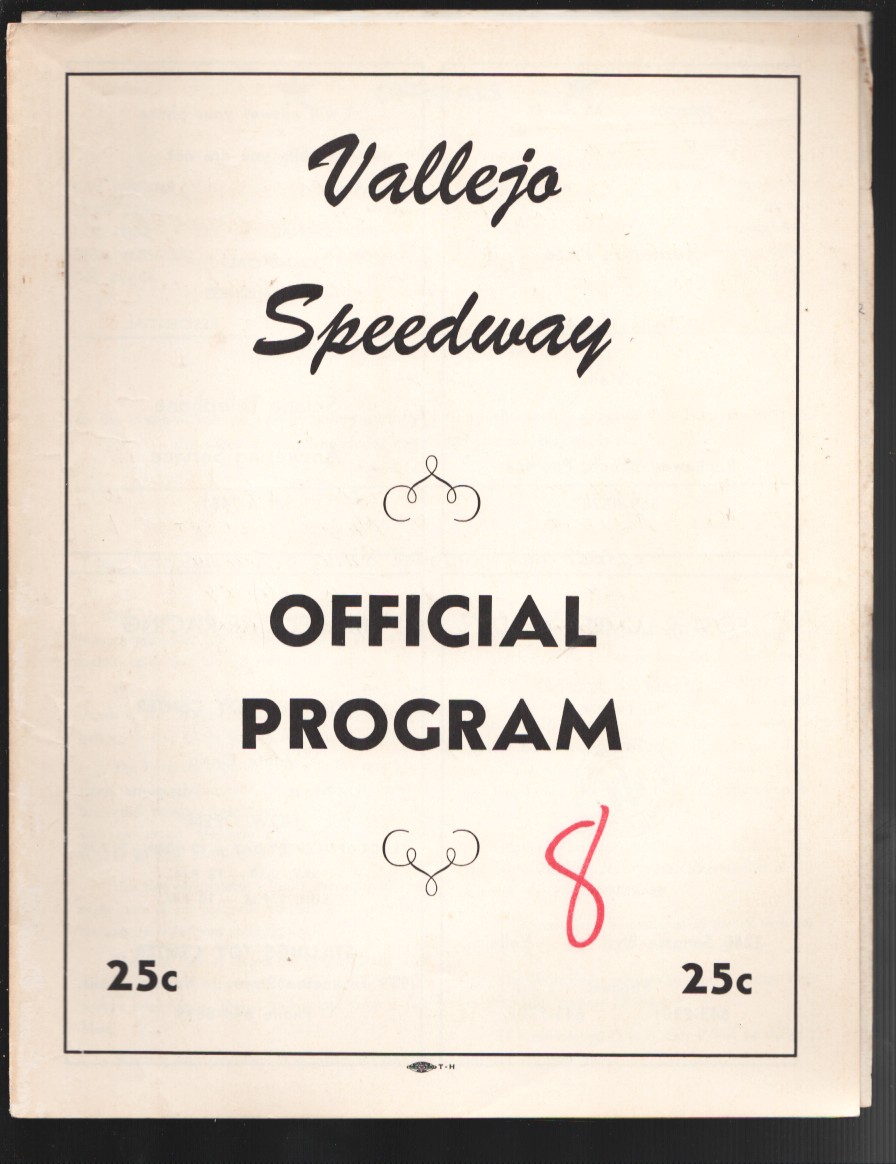 Vallejo
Speedway
OFFICIAL
PROGRAM
8
25c 25c
T-H